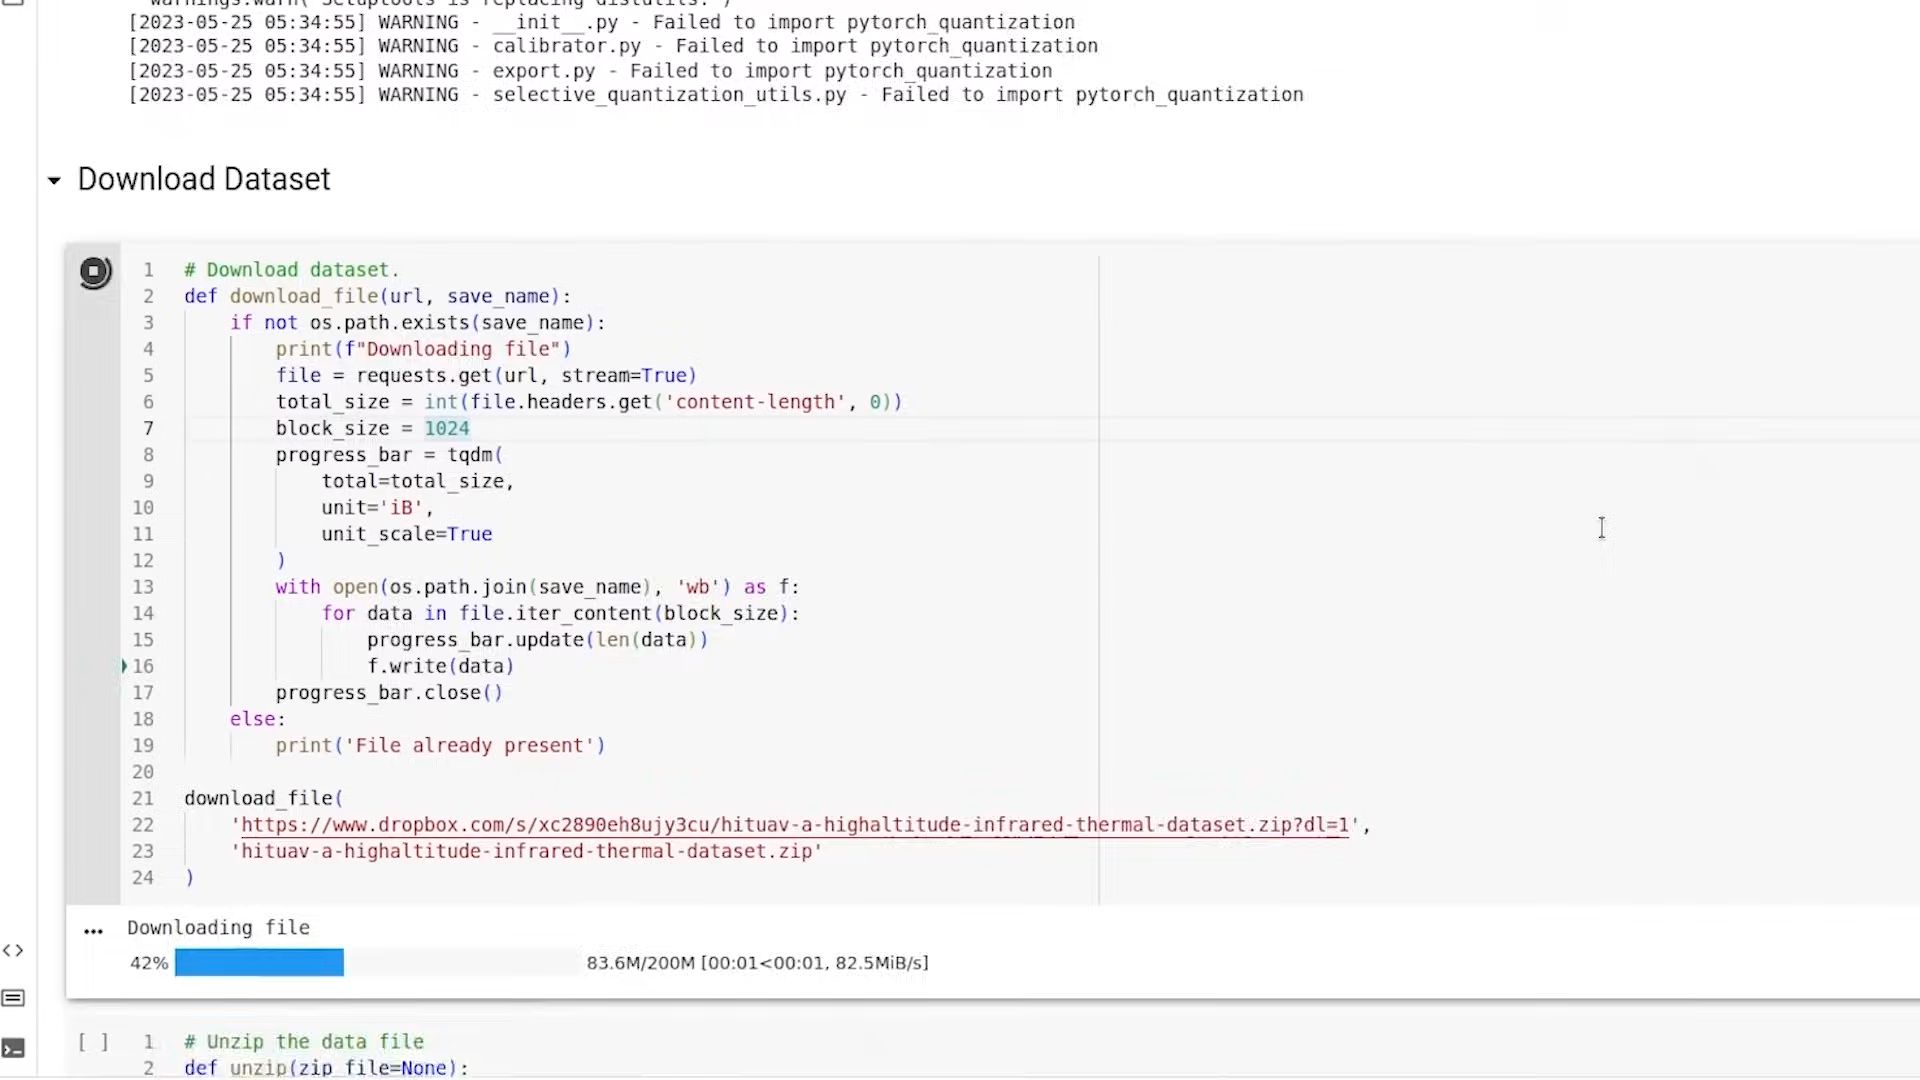 warnings.warn("Setuptools is replacing distutils.")
[2023-05-25 05:34:55] WARNING - __init__.py - Failed to import pytorch_quantization
[2023-05-25 05:34:55] WARNING - calibrator.py - Failed to import pytorch_quantization
[2023-05-25 05:34:55] WARNING - export.py - Failed to import pytorch_quantization
[2023-05-25 05:34:55] WARNING - selective_quantization_utils.py - Failed to import pytorch_quantization
Download Dataset
1 # Download dataset.
2 def download_file(url, save_name):
3 if not os.path.exists(save_name):
4 print(f"Downloading file")
5 file = requests.get(url, stream=True)
6 total_size = int(file.headers.get('content-length', 0))
7 block_size = 1024
8 progress_bar = tqdm(
9 total=total_size,
10 unit='iB',
11 unit_scale=True
12 )
13 with open(os.path.join(save_name), 'wb') as f:
14 for data in file.iter_content(block_size):
15 progress_bar.update(len(data))
16 f.write(data)
17 progress_bar.close()
18 else:
19 print('File already present')
20
21 download_file(
22 'https://www.dropbox.com/s/xc2890eh8ujy3cu/hituav-a-highaltitude-infrared-thermal-dataset.zip?dl=1',
23 'hituav-a-highaltitude-infrared-thermal-dataset.zip'
24 )
... Downloading file
42% 83.6M/200M [00:01<00:01, 82.5MiB/s]
[ ] 1 # Unzip the data file
2 def unzip(zip_file=None):